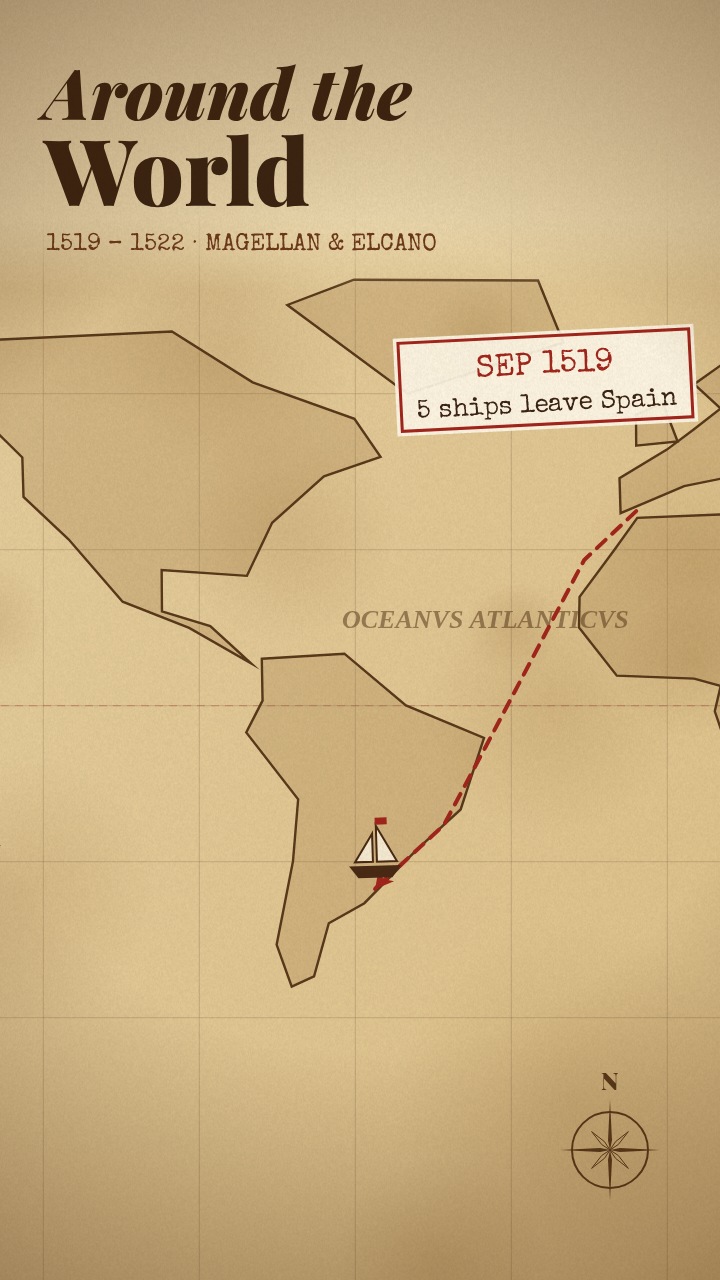 Around the
World
1519 – 1522 · MAGELLAN & ELCANO
SEP 1519
5 ships leave Spain
OCEANVS ATLANTICVS
N